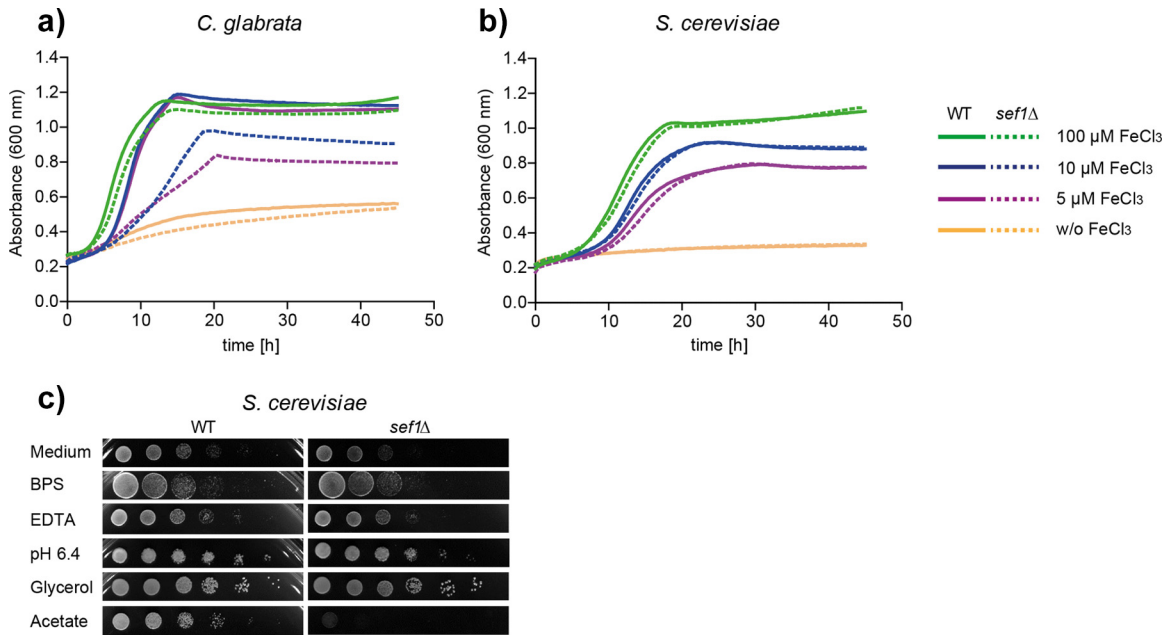 a)
C. glabrata
Absorbance (600 nm)
1.4
1.2
1.0
0.8
0.6
0.4
0.2
0.0
0 10 20 30 40 50
time [h]
b)
S. cerevisiae
Absorbance (600 nm)
1.4
1.2
1.0
0.8
0.6
0.4
0.2
0.0
0 10 20 30 40 50
time [h]
WT sef1Δ
100 µM FeCl3
10 µM FeCl3
5 µM FeCl3
w/o FeCl3
c)
S. cerevisiae
WT sef1Δ
Medium
BPS
EDTA
pH 6.4
Glycerol
Acetate